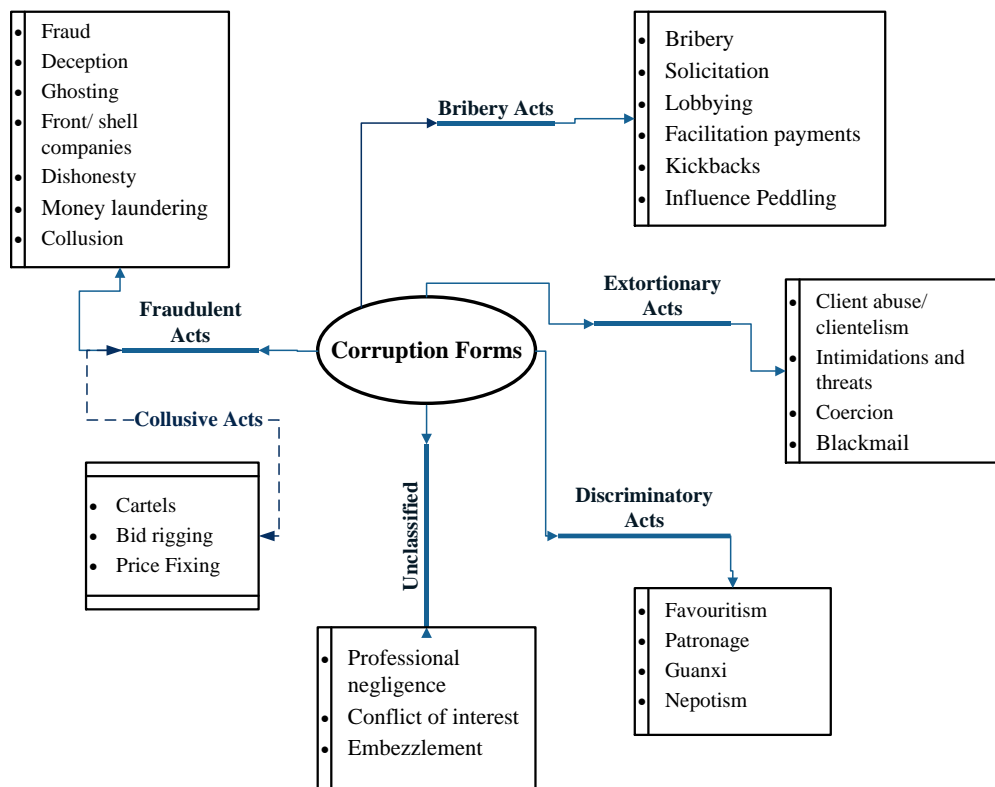 Fraud
Deception
Ghosting
Front/ shell
companies
Dishonesty
Money laundering
Collusion
Bribery Acts
Bribery
Solicitation
Lobbying
Facilitation payments
Kickbacks
Influence Peddling
Fraudulent
Acts
Corruption Forms
Extortionary
Acts
Client abuse/
clientelism
Intimidations and
threats
Coercion
Blackmail
Collusive Acts
Cartels
Bid rigging
Price Fixing
Unclassified
Professional
negligence
Conflict of interest
Embezzlement
Discriminatory
Acts
Favouritism
Patronage
Guanxi
Nepotism